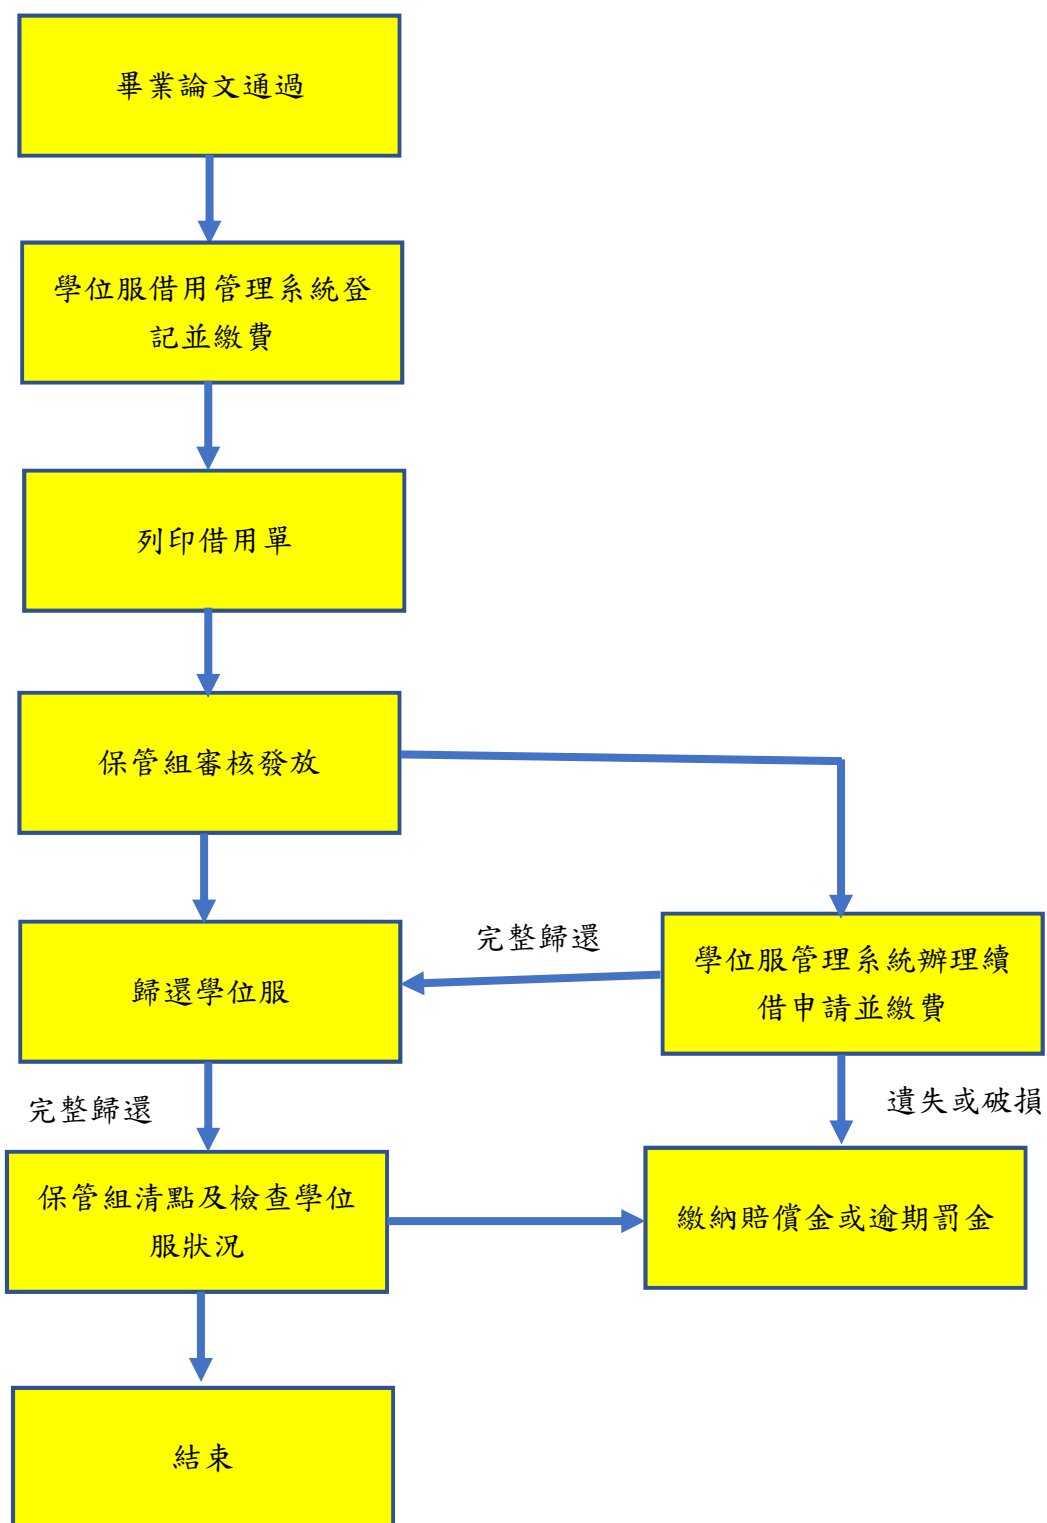 畢業論文通過
學位服借用管理系統登
記並繳費
列印借用單
保管組審核發放
完整歸還
歸還學位服
學位服管理系統辦理續
借申請並繳費
完整歸還
遺失或破損
保管組清點及檢查學位
服狀況
繳納賠償金或逾期罰金
結束